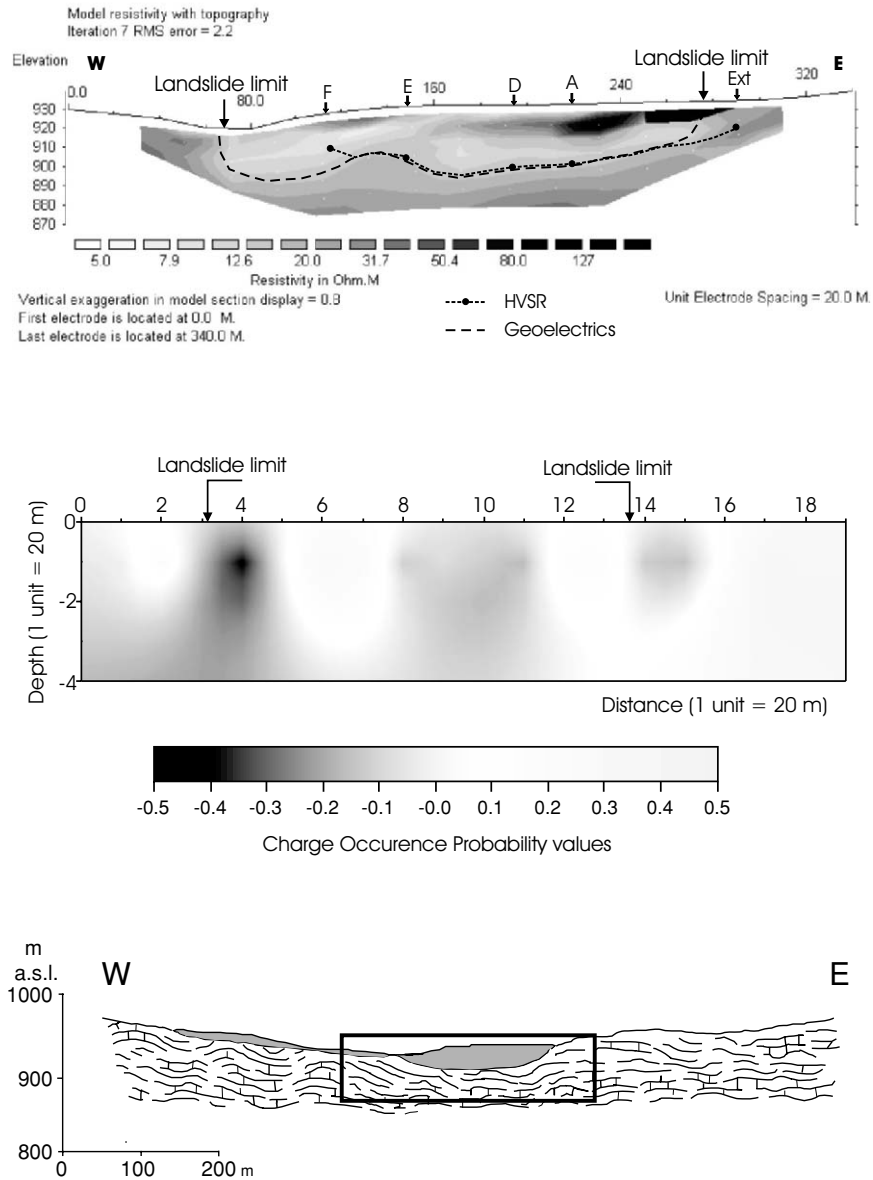 Model resistivity with topography
Iteration 7 RMS error = 2.2
Elevation W E
Landslide limit Landslide limit
0.0 80.0 F E 160 D A 240 Ext 320
930
920
910
900
890
880
870
5.0 7.9 12.6 20.0 31.7 50.4 80.0 127
Resistivity in Ohm.M
Vertical exaggeration in model section display = 0.8
First electrode is located at 0.0 M.
Last electrode is located at 340.0 M.
HVSR
Geoelectrics
Unit Electrode Spacing = 20.0 M.
Landslide limit Landslide limit
0 2 4 6 8 10 12 14 16 18
0
-2
-4
Depth (1 unit = 20 m)
Distance (1 unit = 20 m)
-0.5 -0.4 -0.3 -0.2 -0.1 -0.0 0.1 0.2 0.3 0.4 0.5
Charge Occurence Probability values
m
a.s.l.
W E
1000
900
800
0 100 200 m